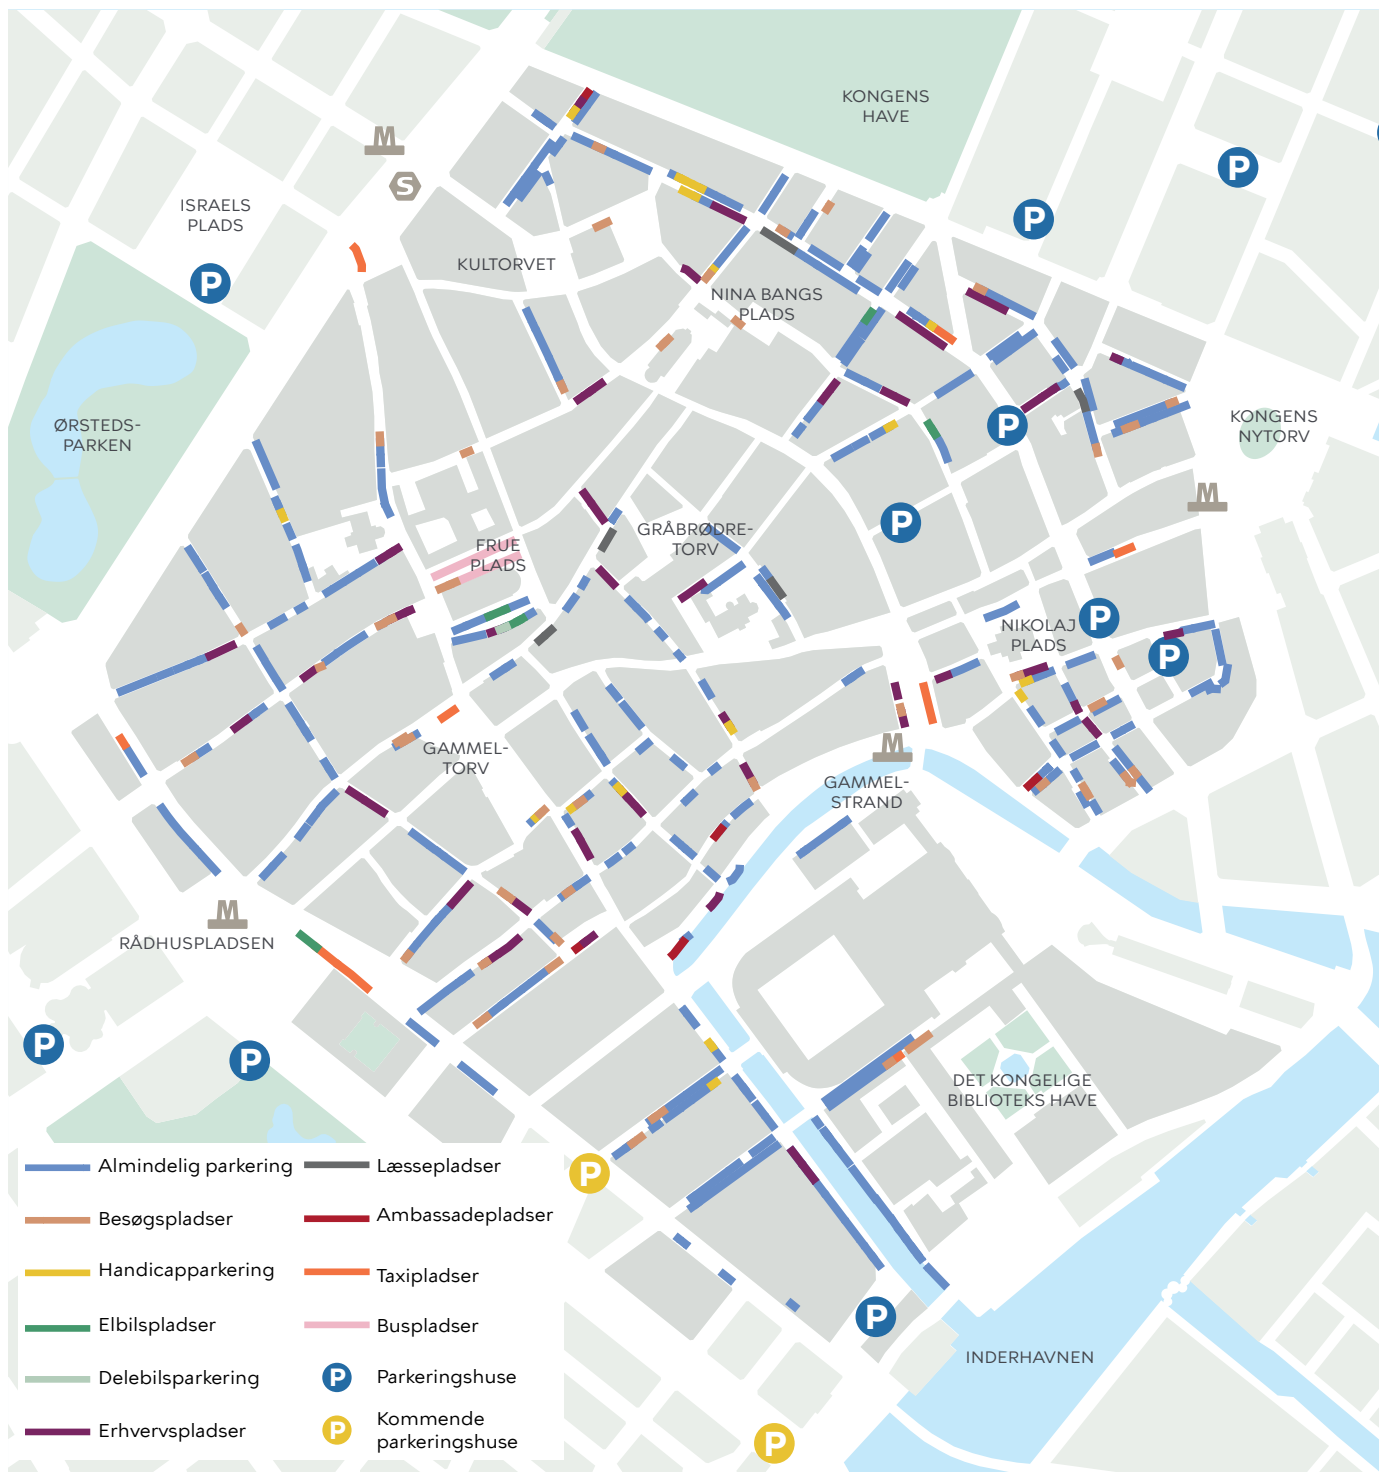 KONGENS
HAVE
M
P
S
P
ISRAELS
PLADS
P
KULTORVET
NINA BANGS
PLADS
ØRSTEDS-
PARKEN
P
KONGENS
NYTORV
M
P
GRÅBRØDRE-
TORV
FRUE
PLADS
NIKOLAJ
PLADS
P
P
GAMMEL-
TORV
M
GAMMEL-
STRAND
M
RÅDHUSPLADSEN
P
P
DET KONGELIGE
BIBLIOTEKS HAVE
P
P
INDERHAVNEN
P
Almindelig parkering
Besøgspladser
Handicapparkering
Elbilspladser
Delebilsparkering
Erhvervspladser
Læssepladser
Ambassadepladser
Taxipladser
Buspladser
P Parkeringshuse
P Kommende
parkeringshuse